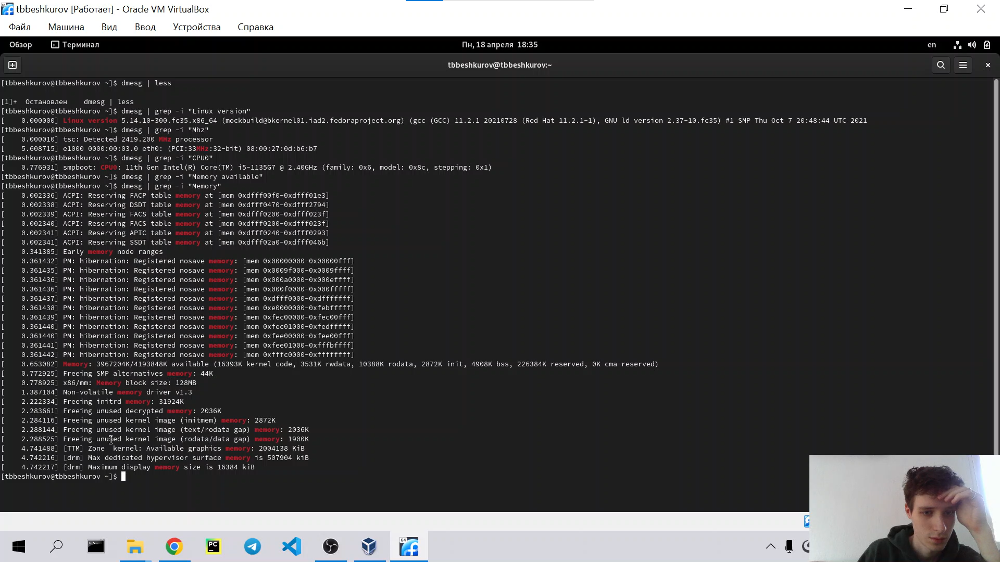 tbbeshkurov [Работает] - Oracle VM VirtualBox
Файл Машина Вид Ввод Устройства Справка
Обзор Терминал Пн, 18 апреля 18:35 en
tbbeshkurov@tbbeshkurov:~
[tbbeshkurov@tbbeshkurov ~]$ dmesg | less
[1]+ Остановлен dmesg | less
[tbbeshkurov@tbbeshkurov ~]$ dmesg | grep -i "Linux version"
[ 0.000000] Linux version 5.14.10-300.fc35.x86_64 (mockbuild@bkernel01.iad2.fedoraproject.org) (gcc (GCC) 11.2.1 20210728 (Red Hat 11.2.1-1), GNU ld version 2.37-10.fc35) #1 SMP Thu Oct 7 20:48:44 UTC 2021
[tbbeshkurov@tbbeshkurov ~]$ dmesg | grep -i "Mhz"
[ 0.000010] tsc: Detected 2419.200 MHz processor
[ 5.608715] e1000 0000:00:03.0 eth0: (PCI:33MHz:32-bit) 08:00:27:0d:b6:b7
[tbbeshkurov@tbbeshkurov ~]$ dmesg | grep -i "CPU0"
[ 0.776931] smpboot: CPU0: 11th Gen Intel(R) Core(TM) i5-1135G7 @ 2.40GHz (family: 0x6, model: 0x8c, stepping: 0x1)
[tbbeshkurov@tbbeshkurov ~]$ dmesg | grep -i "Memory available"
[tbbeshkurov@tbbeshkurov ~]$ dmesg | grep -i "Memory"
[ 0.002336] ACPI: Reserving FACP table memory at [mem 0xdfff00f0-0xdfff01e3]
[ 0.002338] ACPI: Reserving DSDT table memory at [mem 0xdfff0470-0xdfff2794]
[ 0.002339] ACPI: Reserving FACS table memory at [mem 0xdfff0200-0xdfff023f]
[ 0.002340] ACPI: Reserving FACS table memory at [mem 0xdfff0200-0xdfff023f]
[ 0.002341] ACPI: Reserving APIC table memory at [mem 0xdfff0240-0xdfff0293]
[ 0.002341] ACPI: Reserving SSDT table memory at [mem 0xdfff02a0-0xdfff046b]
[ 0.341385] Early memory node ranges
[ 0.361432] PM: hibernation: Registered nosave memory: [mem 0x00000000-0x00000fff]
[ 0.361435] PM: hibernation: Registered nosave memory: [mem 0x0009f000-0x0009ffff]
[ 0.361436] PM: hibernation: Registered nosave memory: [mem 0x000a0000-0x000effff]
[ 0.361436] PM: hibernation: Registered nosave memory: [mem 0x000f0000-0x000fffff]
[ 0.361437] PM: hibernation: Registered nosave memory: [mem 0xdfff0000-0xdfffffff]
[ 0.361438] PM: hibernation: Registered nosave memory: [mem 0xe0000000-0xfebfffff]
[ 0.361439] PM: hibernation: Registered nosave memory: [mem 0xfec00000-0xfec00fff]
[ 0.361440] PM: hibernation: Registered nosave memory: [mem 0xfec01000-0xfedfffff]
[ 0.361440] PM: hibernation: Registered nosave memory: [mem 0xfee00000-0xfee00fff]
[ 0.361441] PM: hibernation: Registered nosave memory: [mem 0xfee01000-0xfffbffff]
[ 0.361442] PM: hibernation: Registered nosave memory: [mem 0xfffc0000-0xffffffff]
[ 0.653082] Memory: 3967204K/4193848K available (16393K kernel code, 3531K rwdata, 10388K rodata, 2872K init, 4908K bss, 226384K reserved, 0K cma-reserved)
[ 0.772925] Freeing SMP alternatives memory: 44K
[ 0.778925] x86/mm: Memory block size: 128MB
[ 1.387104] Non-volatile memory driver v1.3
[ 2.222334] Freeing initrd memory: 31924K
[ 2.283661] Freeing unused decrypted memory: 2036K
[ 2.284116] Freeing unused kernel image (initmem) memory: 2872K
[ 2.288144] Freeing unused kernel image (text/rodata gap) memory: 2036K
[ 2.288525] Freeing unused kernel image (rodata/data gap) memory: 1900K
[ 4.741488] [TTM] Zone kernel: Available graphics memory: 2004138 KiB
[ 4.742216] [drm] Max dedicated hypervisor surface memory is 507904 kiB
[ 4.742217] [drm] Maximum display memory size is 16384 kiB
[tbbeshkurov@tbbeshkurov ~]$
PC
64